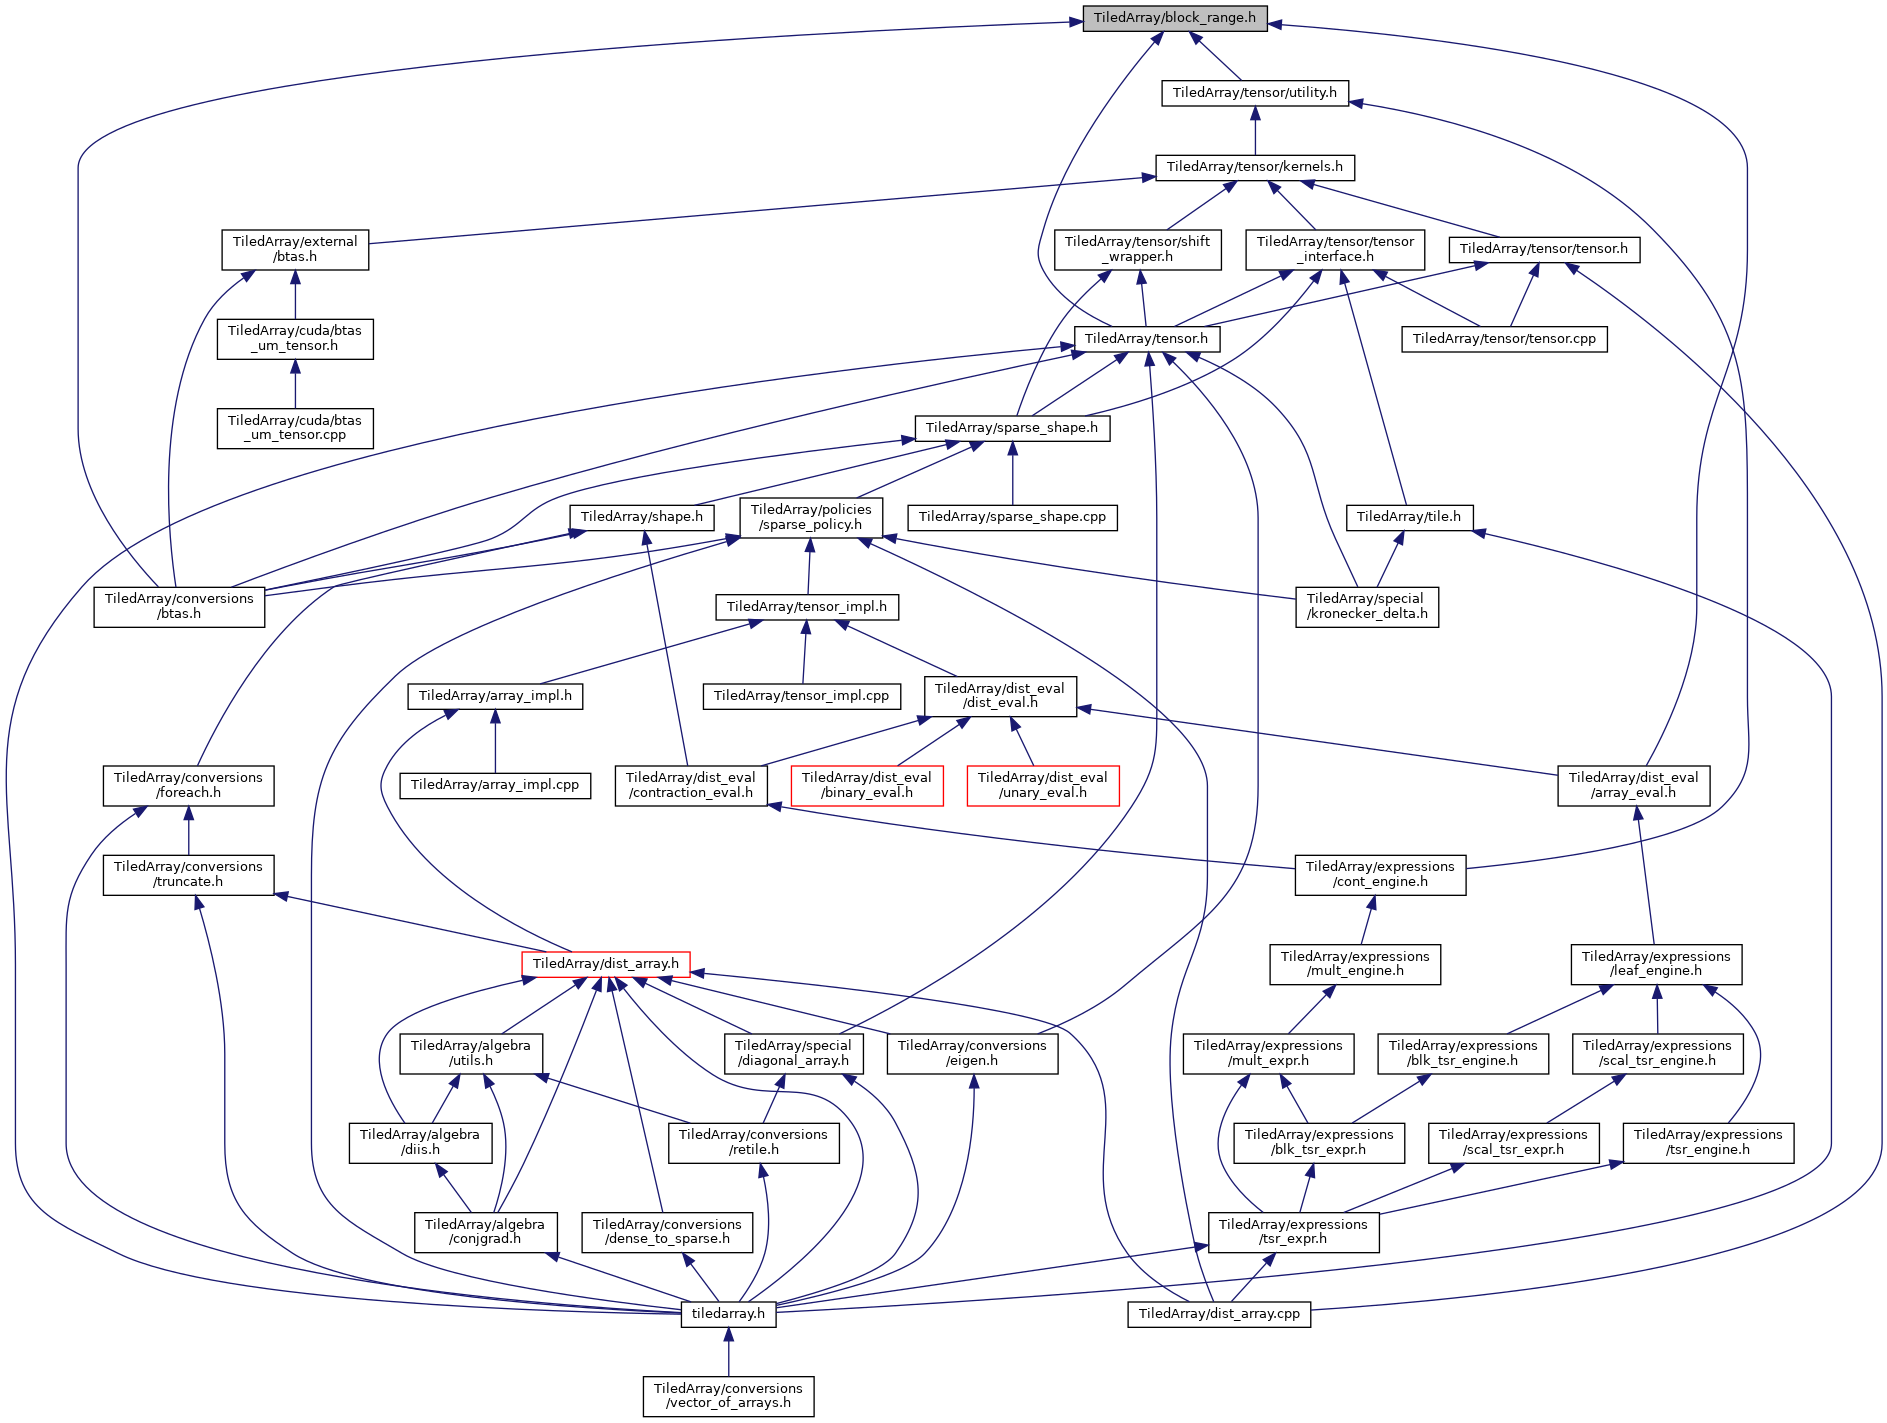 TiledArray/block_range.h
TiledArray/tensor/utility.h
TiledArray/tensor/kernels.h
TiledArray/external
/btas.h
TiledArray/tensor/shift
_wrapper.h
TiledArray/tensor/tensor
_interface.h
TiledArray/tensor/tensor.h
TiledArray/cuda/btas
_um_tensor.h
TiledArray/tensor.h
TiledArray/tensor/tensor.cpp
TiledArray/cuda/btas
_um_tensor.cpp
TiledArray/sparse_shape.h
TiledArray/shape.h
TiledArray/policies
/sparse_policy.h
TiledArray/sparse_shape.cpp
TiledArray/tile.h
TiledArray/conversions
/btas.h
TiledArray/tensor_impl.h
TiledArray/special
/kronecker_delta.h
TiledArray/array_impl.h
TiledArray/tensor_impl.cpp
TiledArray/dist_eval
/dist_eval.h
TiledArray/conversions
/foreach.h
TiledArray/array_impl.cpp
TiledArray/dist_eval
/contraction_eval.h
TiledArray/dist_eval
/binary_eval.h
TiledArray/dist_eval
/unary_eval.h
TiledArray/dist_eval
/array_eval.h
TiledArray/conversions
/truncate.h
TiledArray/expressions
/cont_engine.h
TiledArray/dist_array.h
TiledArray/expressions
/mult_engine.h
TiledArray/expressions
/leaf_engine.h
TiledArray/algebra
/utils.h
TiledArray/special
/diagonal_array.h
TiledArray/conversions
/eigen.h
TiledArray/expressions
/mult_expr.h
TiledArray/expressions
/blk_tsr_engine.h
TiledArray/expressions
/scal_tsr_engine.h
TiledArray/algebra
/diis.h
TiledArray/conversions
/retile.h
TiledArray/expressions
/blk_tsr_expr.h
TiledArray/expressions
/scal_tsr_expr.h
TiledArray/expressions
/tsr_engine.h
TiledArray/algebra
/conjgrad.h
TiledArray/conversions
/dense_to_sparse.h
TiledArray/expressions
/tsr_expr.h
tiledarray.h
TiledArray/dist_array.cpp
TiledArray/conversions
/vector_of_arrays.h